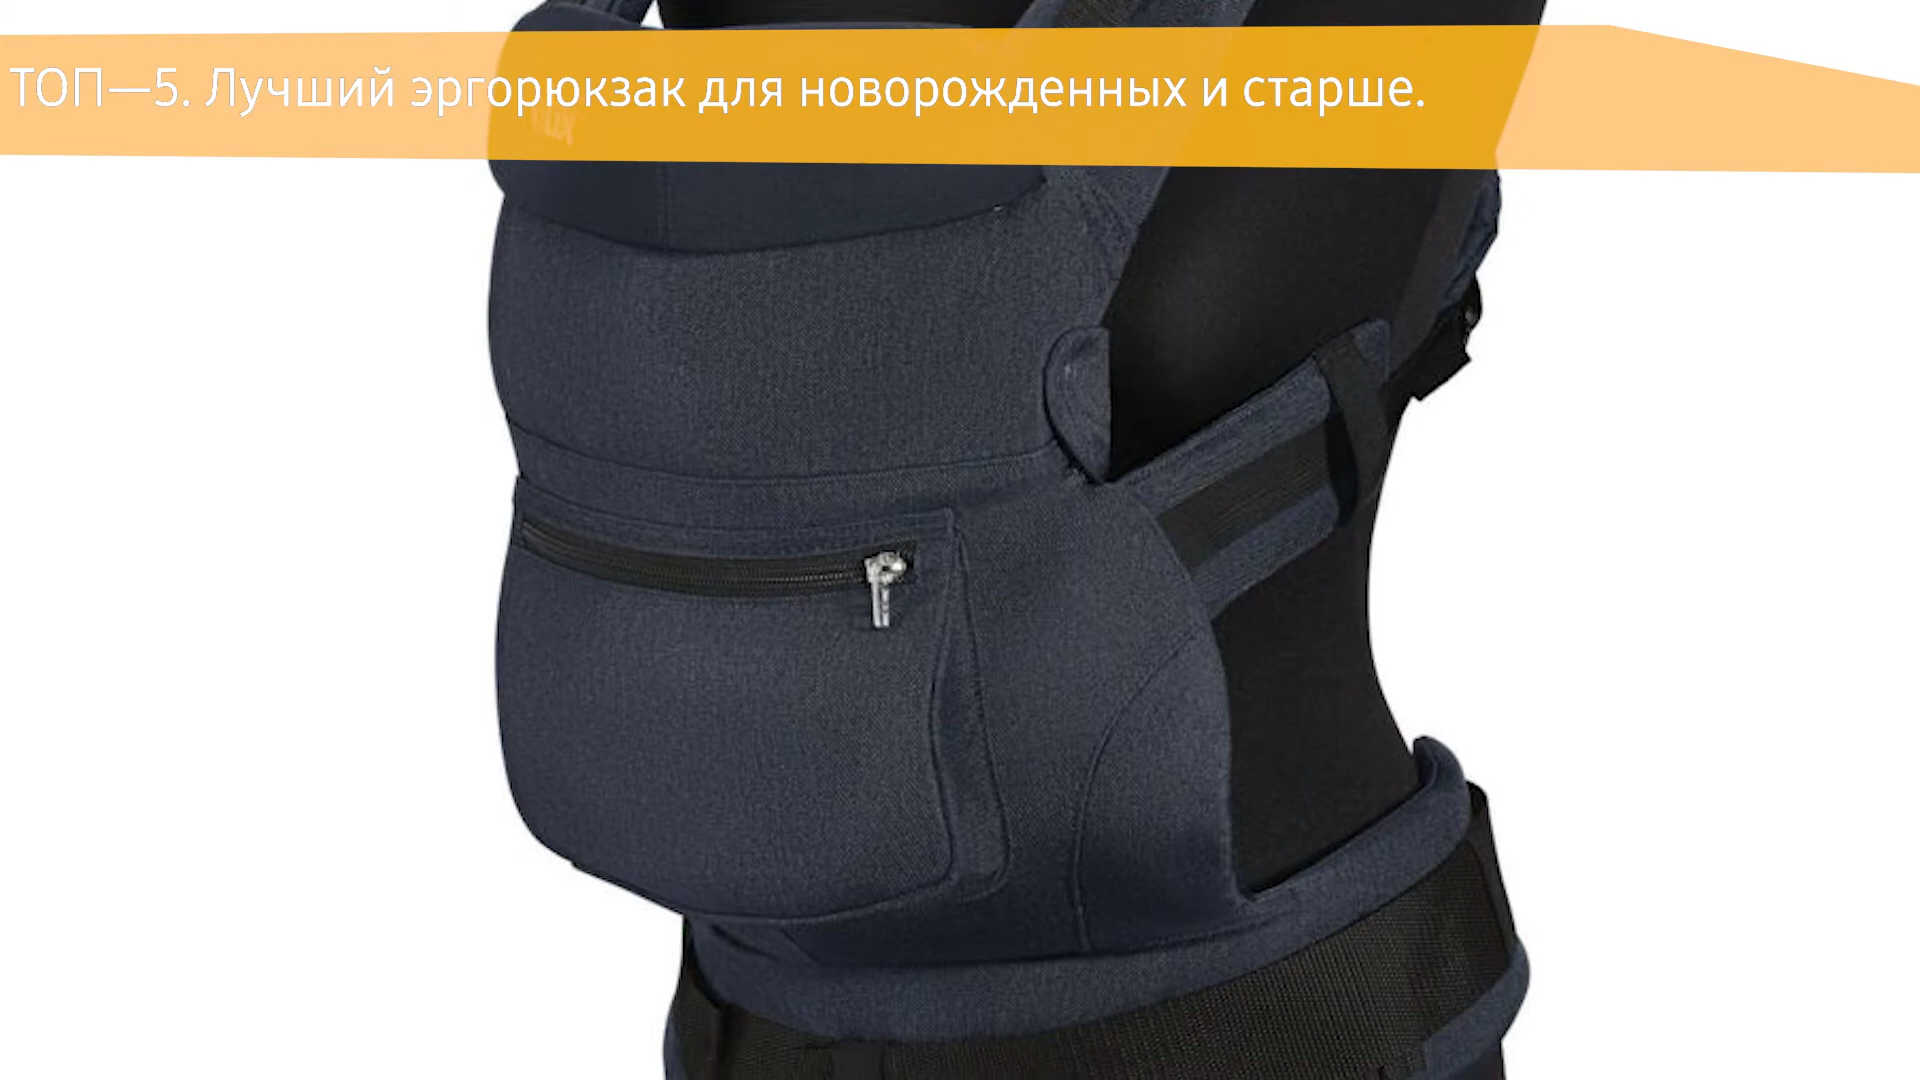 ТОП—5. Лучший эргорюкзак для новорожденных и старше.